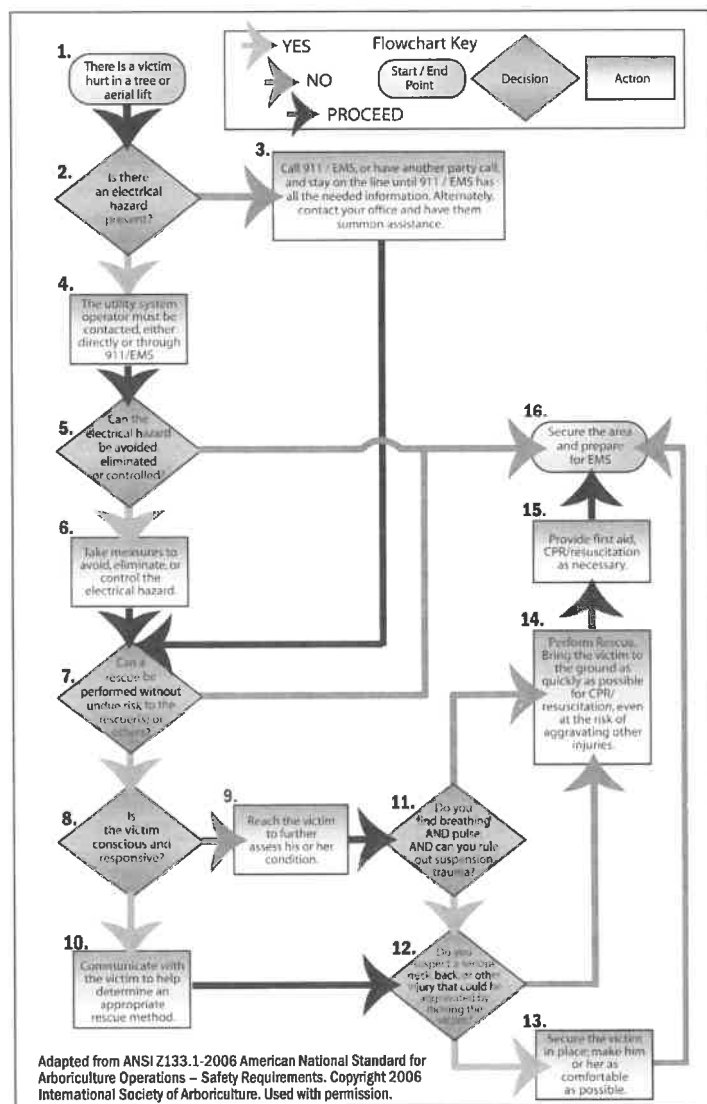 YES
NO
PROCEED
Flowchart Key
Start / End
Point
Decision
Action
1.
There is a victim
hurt in a tree or
aerial lift
2.
Is there
an electrical
hazard
present?
3.
Call 911 / EMS, or have another party call,
and stay on the line until 911 / EMS has
all the needed information. Alternately,
contact your office and have them
summon assistance.
4.
The utility system
operator must be
contacted, either
directly or through
911/EMS
5.
Can the
electrical hazard
be avoided
eliminated
or controlled?
6.
Take measures to
avoid, eliminate, or
control the
electrical hazard.
7.
Can a
rescue be
performed without
undue risk to the
rescuer(s) or
others?
8.
Is
the victim
conscious and
responsive?
9.
Reach the victim
to further
assess his or her
condition.
10.
Communicate with
the victim to help
determine an
appropriate
rescue method.
11.
Do you
find breathing
AND pulse
AND can you rule
out suspension
trauma?
12.
Do you
suspect a serious
neck, back, or other
injury that could be
aggravated by
moving the
victim?
13.
Secure the victim
in place; make him
or her as
comfortable
as possible.
14.
Perform Rescue.
Bring the victim to
the ground as
quickly as possible
for CPR/
resuscitation, even
at the risk of
aggravating other
injuries.
15.
Provide first aid,
CPR/resuscitation
as necessary.
16.
Secure the area
and prepare
for EMS
Adapted from ANSI Z133.1-2006 American National Standard for
Arboriculture Operations – Safety Requirements. Copyright 2006
International Society of Arboriculture. Used with permission.